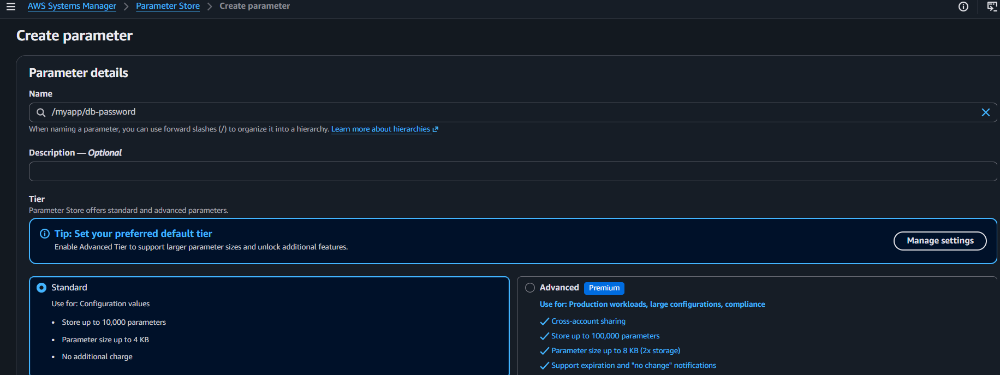 AWS Systems Manager > Parameter Store > Create parameter
Create parameter
Parameter details
Name
/myapp/db-password
When naming a parameter, you can use forward slashes (/) to organize it into a hierarchy. Learn more about hierarchies
Description — Optional
Tier
Parameter Store offers standard and advanced parameters.
Tip: Set your preferred default tier
Enable Advanced Tier to support larger parameter sizes and unlock additional features.
Manage settings
Standard
Use for: Configuration values
• Store up to 10,000 parameters
• Parameter size up to 4 KB
• No additional charge
Advanced Premium
Use for: Production workloads, large configurations, compliance
✓ Cross-account sharing
✓ Store up to 100,000 parameters
✓ Parameter size up to 8 KB (2x storage)
✓ Support expiration and "no change" notifications